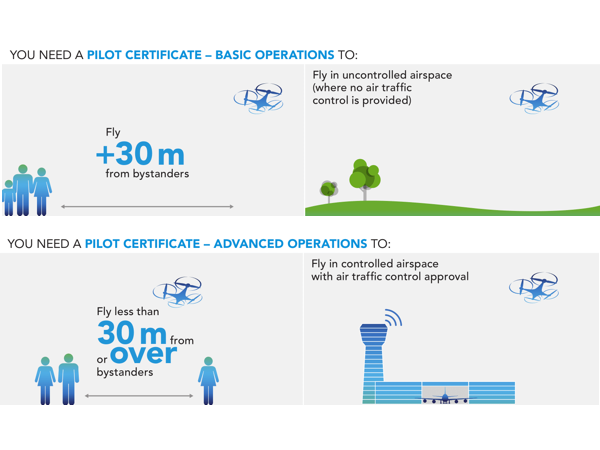 YOU NEED A PILOT CERTIFICATE – BASIC OPERATIONS TO:
Fly
+30 m
from bystanders
Fly in uncontrolled airspace
(where no air traffic
control is provided)
YOU NEED A PILOT CERTIFICATE – ADVANCED OPERATIONS TO:
Fly less than
30 m from
or over
bystanders
Fly in controlled airspace
with air traffic control approval